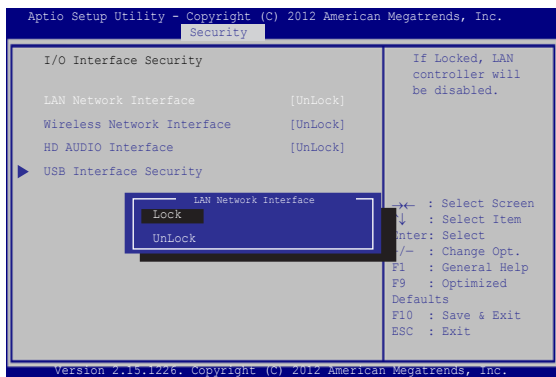 Aptio Setup Utility - Copyright (C) 2012 American Megatrends, Inc.
Security
I/O Interface Security
LAN Network Interface [UnLock]
Wireless Network Interface [UnLock]
HD AUDIO Interface [UnLock]
USB Interface Security
If Locked, LAN
controller will
be disabled.
LAN Network Interface
Lock
UnLock
→← : Select Screen
↑↓ : Select Item
Enter: Select
+/− : Change Opt.
F1 : General Help
F9 : Optimized
Defaults
F10 : Save & Exit
ESC : Exit
Version 2.15.1226. Copyright (C) 2012 American Megatrends, Inc.